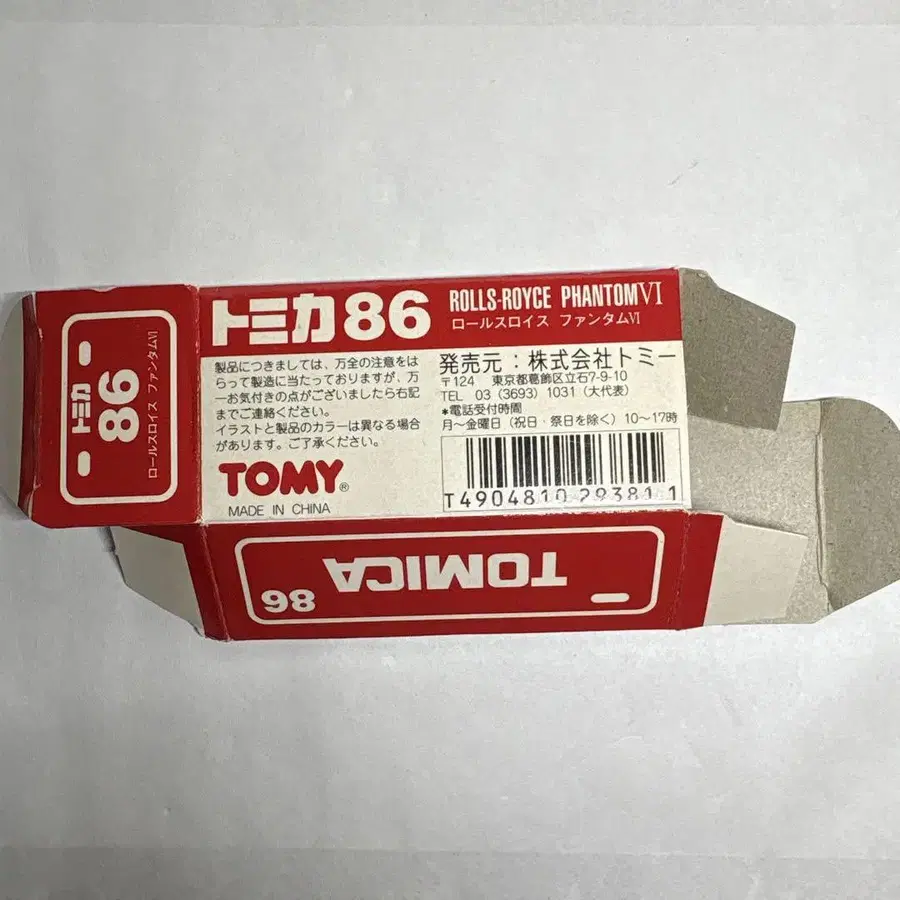 トミカ86
ROLLS-ROYCE PHANTOM VI
ロールスロイス ファンタムVI
製品につきましては、万全の注意をは
らって製造に当たっておりますが、万
一お気付きの点がございましたら右記
までご連絡ください。
イラストと製品のカラーは異なる場合
があります。ご了承ください。
TOMY®
MADE IN CHINA
発売元:株式会社トミー
〒124 東京都葛飾区立石7-9-10
TEL 03(3693)1031(大代表)
*電話受付時間
月〜金曜日(祝日・祭日を除く)10〜17時
T4904810293811
トミカ
86
ロールスロイス ファンタムVI
TOMICA
86